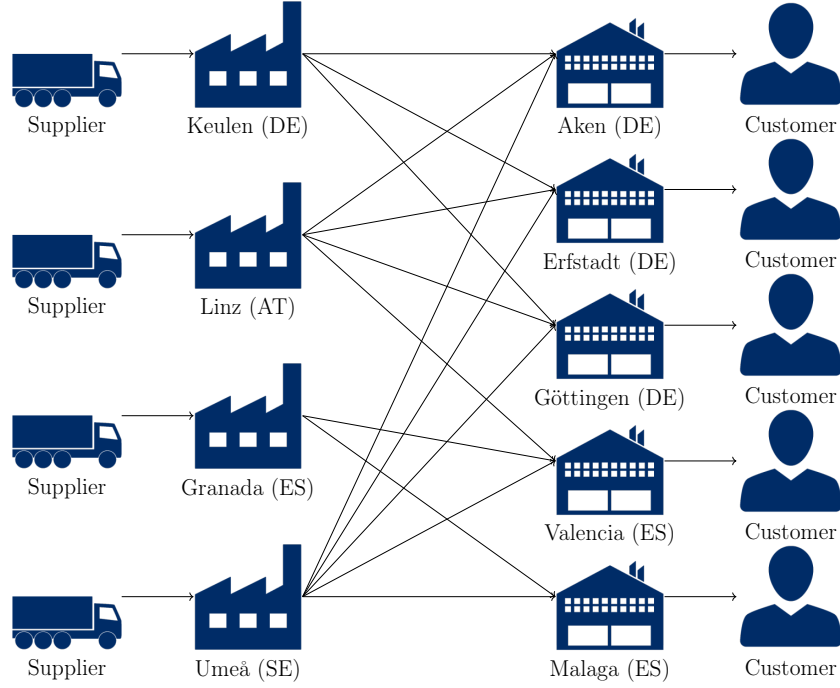 Supplier
Keulen (DE)
Aken (DE)
Customer
Erfstadt (DE)
Customer
Supplier
Linz (AT)
Göttingen (DE)
Customer
Supplier
Granada (ES)
Valencia (ES)
Customer
Supplier
Umeå (SE)
Malaga (ES)
Customer